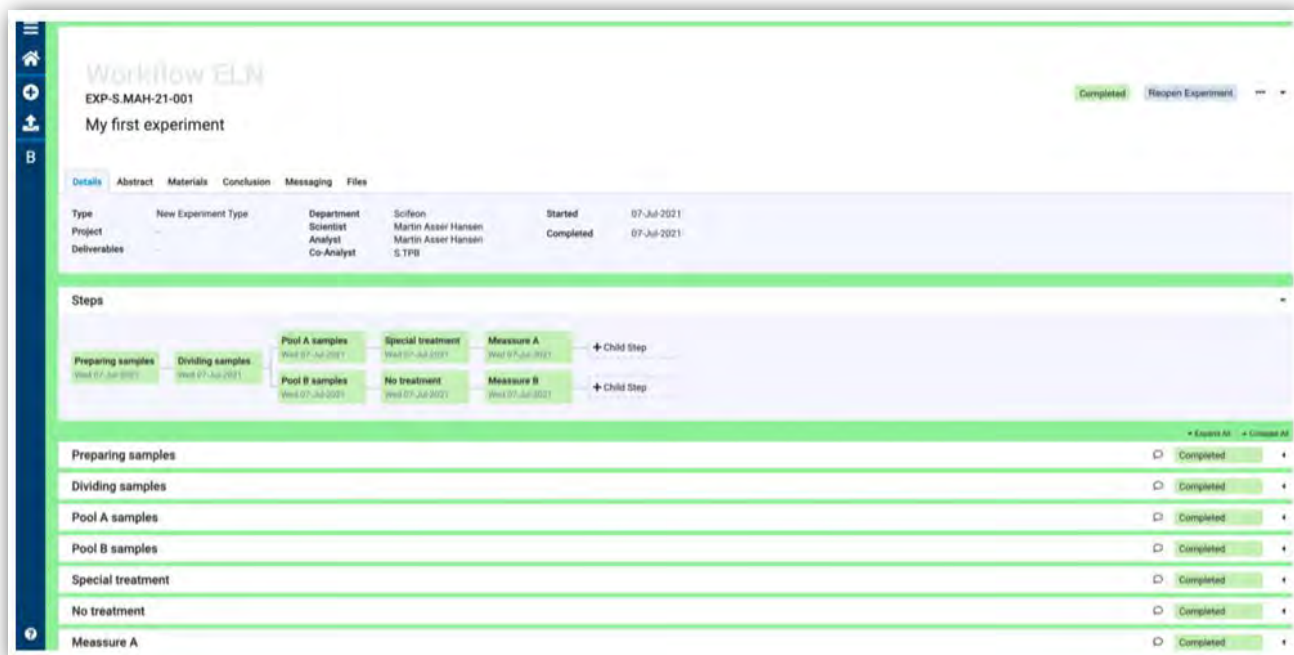 Workflow ELN
EXP-S.MAH-21-001
My first experiment
Completed Reopen Experiment
B
Details Abstract Materials Conclusion Messaging Files
Type New Experiment Type Department Scifeon Started 07-Jul-2021
Project - Scientist Martin Asser Hansen Completed 07-Jul-2021
Analyst Martin Asser Hansen
Deliverables - Co-Analyst S.TPB
Steps
Pool A samples Special treatment Meassure A
Wed 07-Jul-2021 Wed 07-Jul-2021 Wed 07-Jul-2021 + Child Step
Preparing samples Dividing samples
Wed 07-Jul-2021 Wed 07-Jul-2021
Pool B samples No treatment Meassure B
Wed 07-Jul-2021 Wed 07-Jul-2021 Wed 07-Jul-2021 + Child Step
Expand All Collapse All
Preparing samples Completed
Dividing samples Completed
Pool A samples Completed
Pool B samples Completed
Special treatment Completed
No treatment Completed
Meassure A Completed